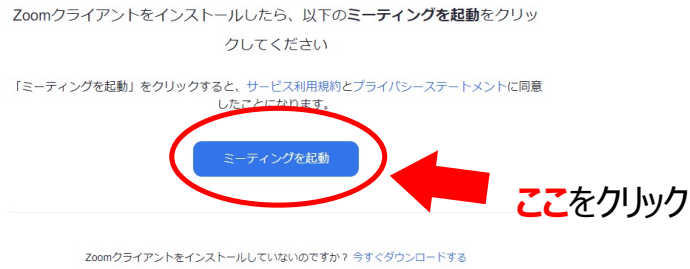 Zoomクライアントをインストールしたら、以下のミーティングを起動をクリッ
クしてください
「ミーティングを起動」をクリックすると、サービス利用規約とプライバシーステートメントに同意
したことになります。
ミーティングを起動
ここをクリック
Zoomクライアントをインストールしていないのですか？ 今すぐダウンロードする